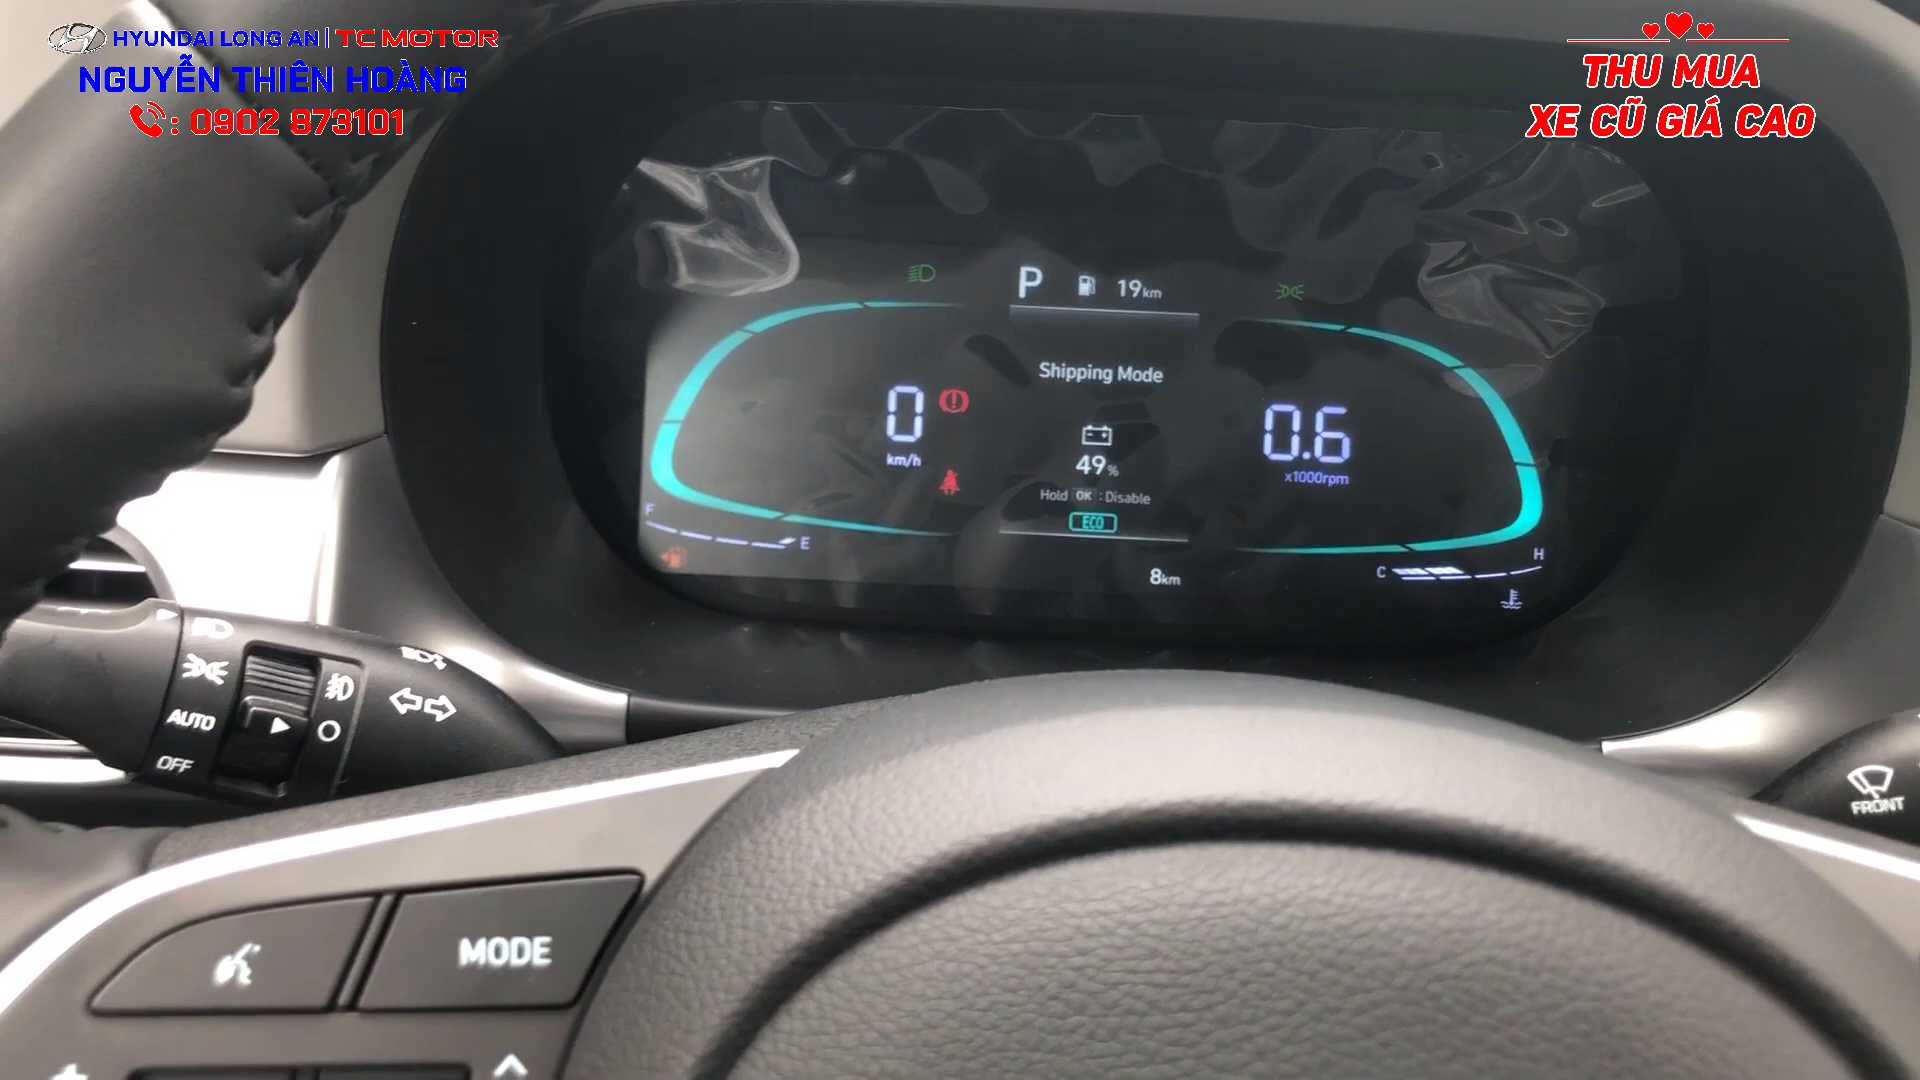 HYUNDAI LONG AN | TC MOTOR
NGUYỄN THIÊN HOÀNG
: 0902 873101
THU MUA
XE CŨ GIÁ CAO
P 19km
Shipping Mode
0
km/h
49%
0.6
x1000rpm
Hold OK : Disable
ECO
F
E
8km
C
H
AUTO
OFF
FRONT
MODE